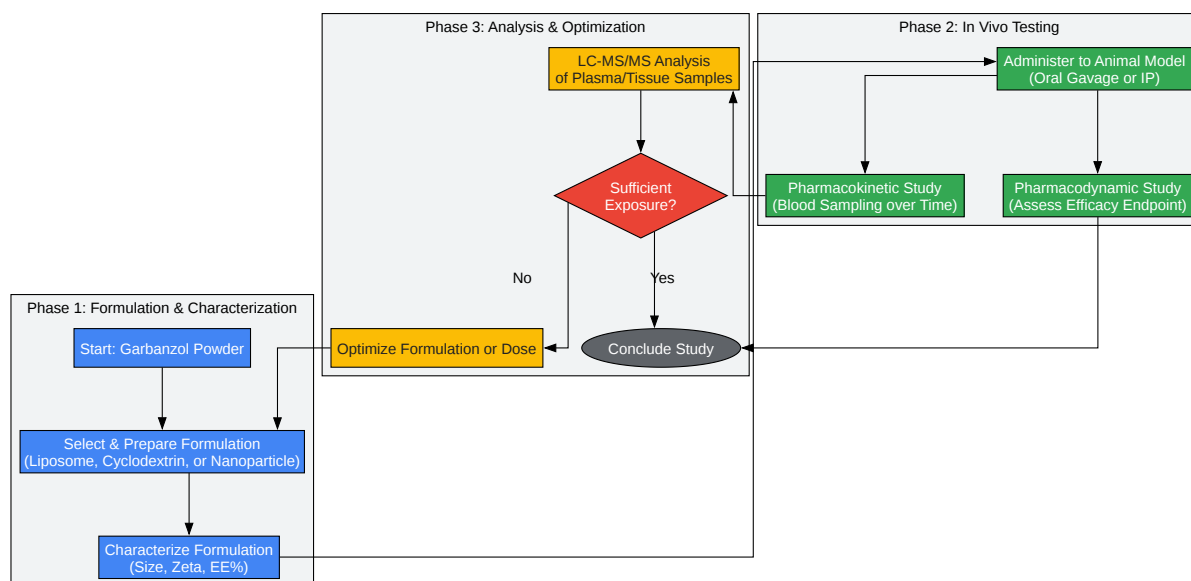 Phase 3: Analysis & Optimization
LC-MS/MS Analysis
of Plasma/Tissue Samples
Sufficient
Exposure?
No
Yes
Optimize Formulation or Dose
Conclude Study
Phase 2: In Vivo Testing
Administer to Animal Model
(Oral Gavage or IP)
Pharmacokinetic Study
(Blood Sampling over Time)
Pharmacodynamic Study
(Assess Efficacy Endpoint)
Phase 1: Formulation & Characterization
Start: Garbanzol Powder
Select & Prepare Formulation
(Liposome, Cyclodextrin, or Nanoparticle)
Characterize Formulation
(Size, Zeta, EE%)